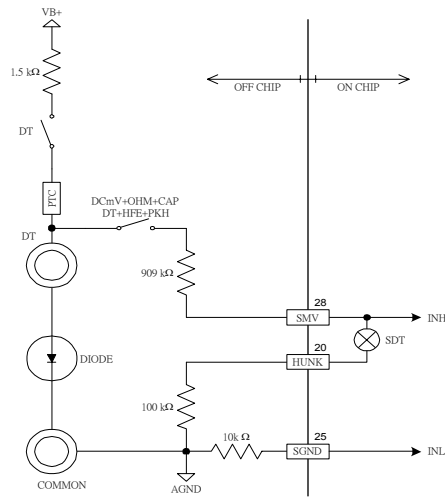 VB+
1.5 kΩ
OFF CHIP
ON CHIP
DT
PTC
DCmV+OHM+CAP
DT+HFE+PKH
DT
909 kΩ
28
SMV
INH
SDT
20
HUNK
DIODE
100 kΩ
10k Ω
25
SGND
INL
COMMON
AGND